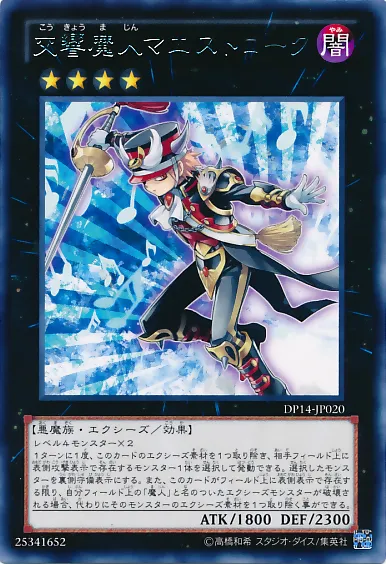 こうきょうまじん
交響魔人マエストローク
やみ
闇
DP14-JP020
【悪魔族・エクシーズ／効果】
レベル４モンスター×２
１ターンに１度、このカードのエクシーズ素材を１つ取り除き、相手フィールド上に
表側攻撃表示で存在するモンスター１体を選択して発動できる。選択したモンスター
を裏側守備表示にする。また、このカードがフィールド上に表側表示で存在す
る限り、自分フィールド上の「魔人」と名のついたエクシーズモンスターが破壊
される場合、代わりにそのモンスターのエクシーズ素材を１つ取り除く事ができる。
ATK/1800 DEF/2300
25341652
©高橋和希 スタジオ・ダイス/集英社